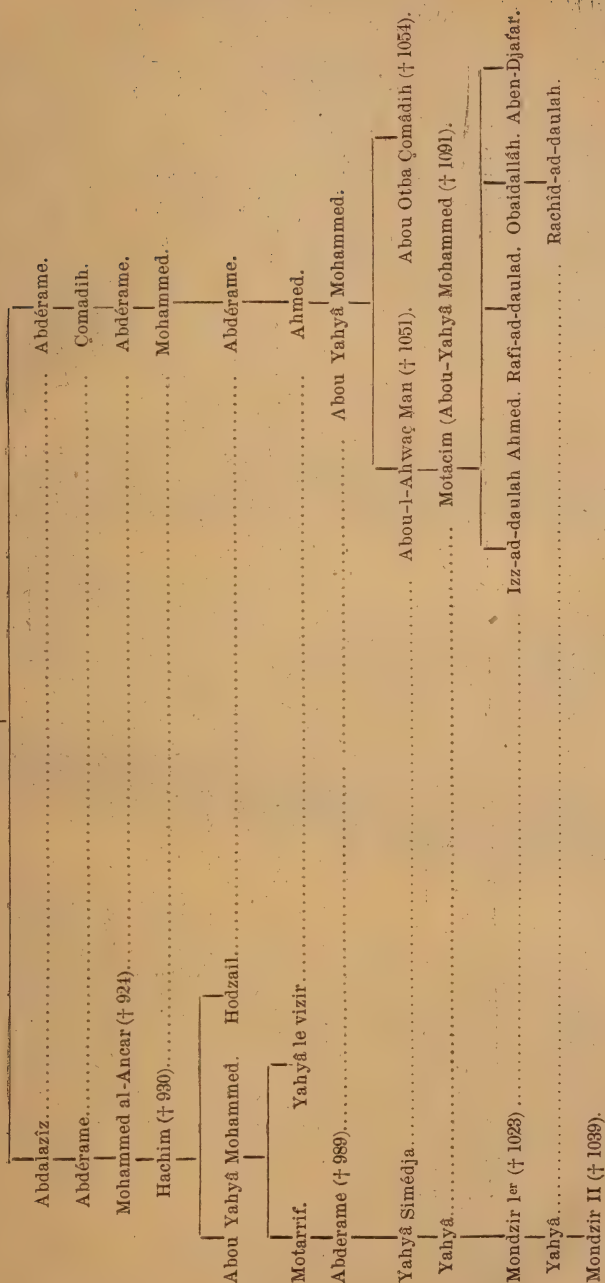 Abdalazîz........ Abdérame.
Abdérame........ Çomadih.
Mohammed al-Ancar († 924)........ Abdérame.
Hachim († 930)........ Mohammed.
Abou Yahyâ Mohammed. Hodzail........ Abdérame.
Motarrif. Yahyâ le vizir........ Ahmed.
Abderame († 989)........ Abou Yahyâ Mohammed.
Yahyâ Simédja........ Abou-l-Ahwaç Man († 1051). Abou Otba Çomâdih († 1054).
Yahyâ........ Motacim (Abou-Yahyâ Mohammed († 1091).
Mondzir Ier († 1023)........ Izz-ad-daulah Ahmed. Rafi-ad-daulad. Obaidallâh. Aben-Djafar.
Yahyâ........ Rachîd-ad-daulah.
Mondzir II († 1039).